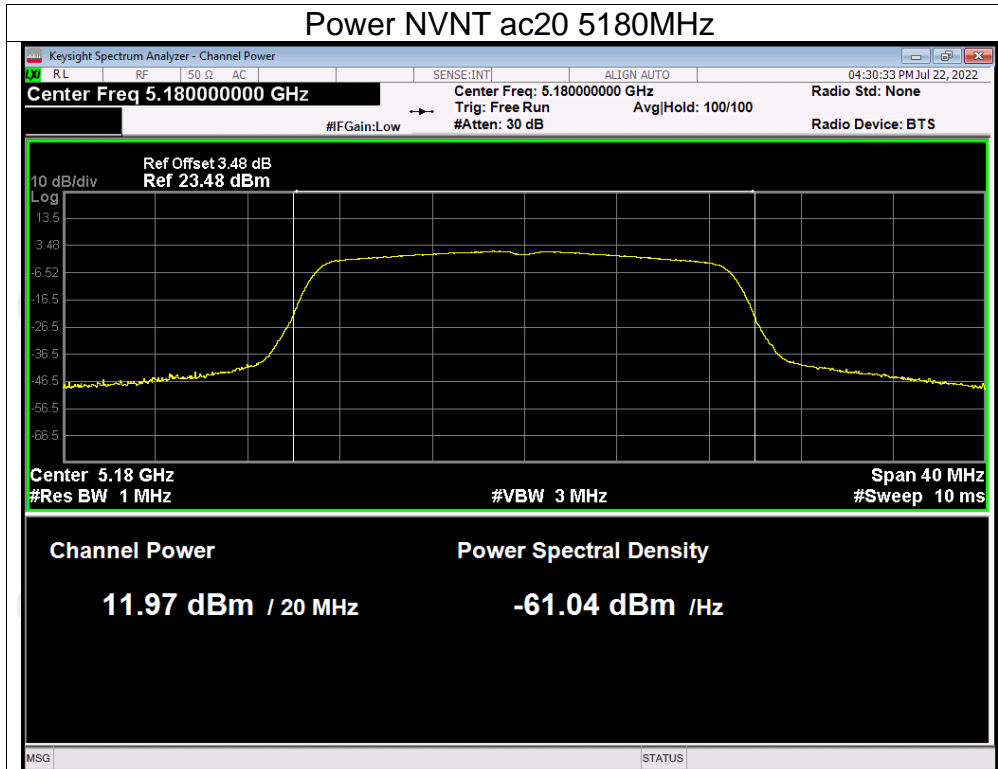 Power NVNT ac20 5180MHz
Keysight Spectrum Analyzer - Channel Power
LXI RL RF 50 Ω AC SENSE:INT ALIGN AUTO 04:30:33 PM Jul 22, 2022
Center Freq 5.180000000 GHz Center Freq: 5.180000000 GHz Radio Std: None
Trig: Free Run Avg|Hold: 100/100
#IFGain:Low #Atten: 30 dB Radio Device: BTS
Ref Offset 3.48 dB
10 dB/div Ref 23.48 dBm
Log
13.5
3.48
-6.52
-16.5
-26.5
-36.5
-46.5
-56.5
-66.5
Center 5.18 GHz Span 40 MHz
#Res BW 1 MHz #VBW 3 MHz #Sweep 10 ms
Channel Power Power Spectral Density
11.97 dBm / 20 MHz -61.04 dBm /Hz
MSG STATUS